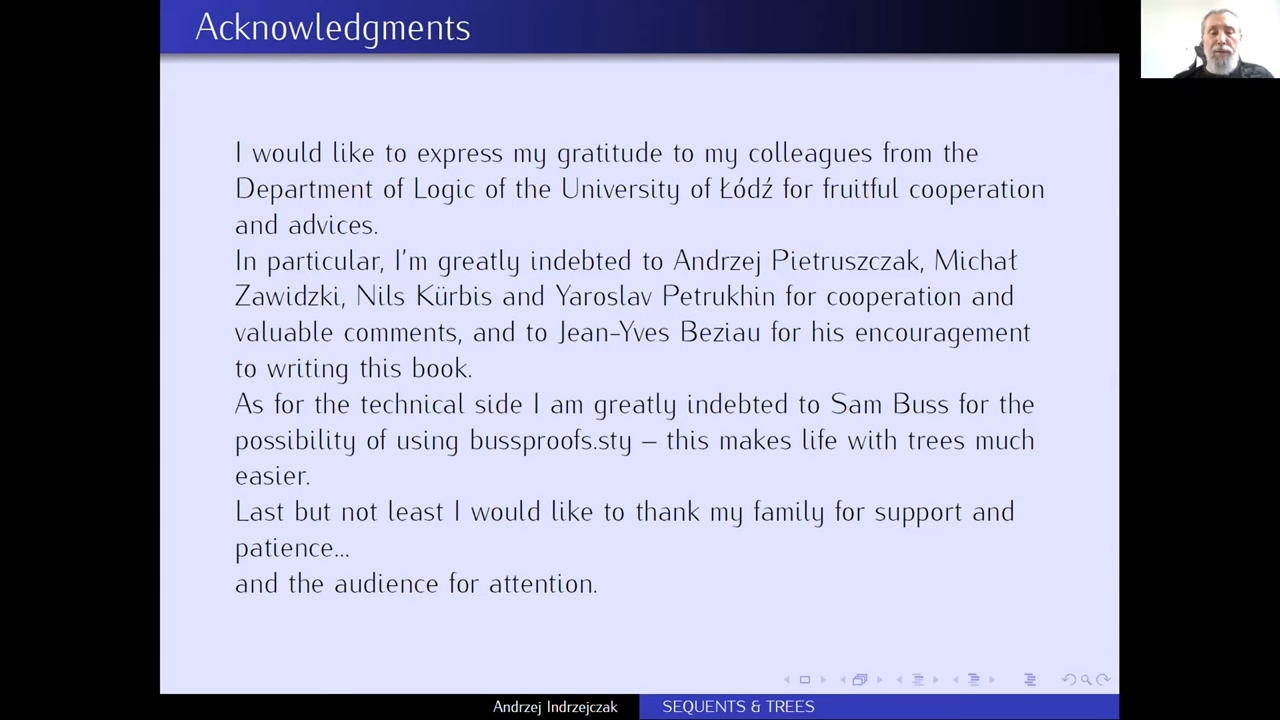 Acknowledgments
I would like to express my gratitude to my colleagues from the
Department of Logic of the University of Łódź for fruitful cooperation
and advices.
In particular, I'm greatly indebted to Andrzej Pietruszczak, Michał
Zawidzki, Nils Kürbis and Yaroslav Petrukhin for cooperation and
valuable comments, and to Jean-Yves Beziau for his encouragement
to writing this book.
As for the technical side I am greatly indebted to Sam Buss for the
possibility of using bussproofs.sty – this makes life with trees much
easier.
Last but not least I would like to thank my family for support and
patience...
and the audience for attention.
Andrzej Indrzejczak
SEQUENTS & TREES